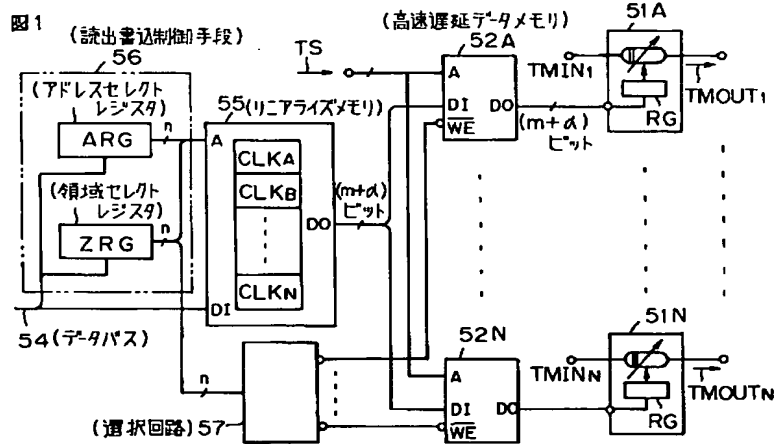 図1
(読出書込制御手段)
56
(アドレスセレクト
レジスタ)
ARG
n
(領域セレクト
レジスタ)
ZRG
n
54(データバス)
55(リニアライズメモリ)
A
CLKA
CLKB
CLKN
DO
DI
(m+α)
ビット
n
(選択回路)57
TS
(高速遅延データメモリ)
52A
A
DI
DO
WE
(m+α)
ビット
51A
TMIN1
TMOUT1
RG
52N
A
DI
DO
WE
51N
TMINN
TMOUTN
RG